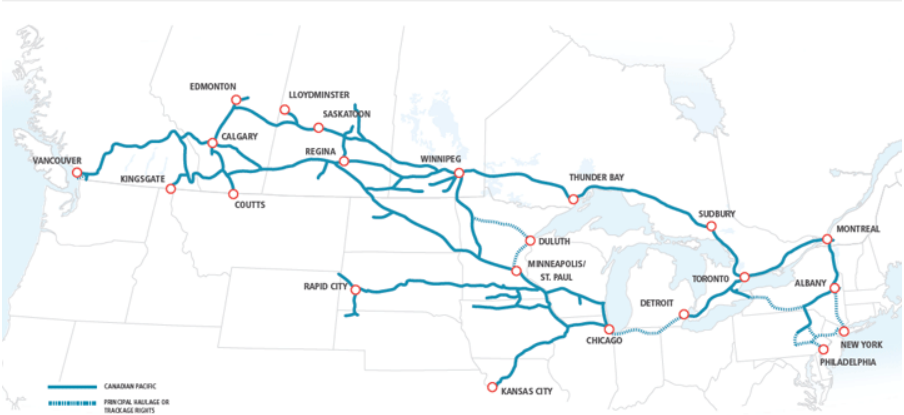 EDMONTON
LLOYDMINSTER
SASKATOON
CALGARY
REGINA
WINNIPEG
VANCOUVER
KINGSGATE
COUTTS
THUNDER BAY
SUDBURY
MONTREAL
DULUTH
MINNEAPOLIS/
ST. PAUL
TORONTO
ALBANY
RAPID CITY
DETROIT
CHICAGO
NEW YORK
PHILADELPHIA
KANSAS CITY
CANADIAN PACIFIC
PRINCIPAL HAULAGE OR
TRACKAGE RIGHTS